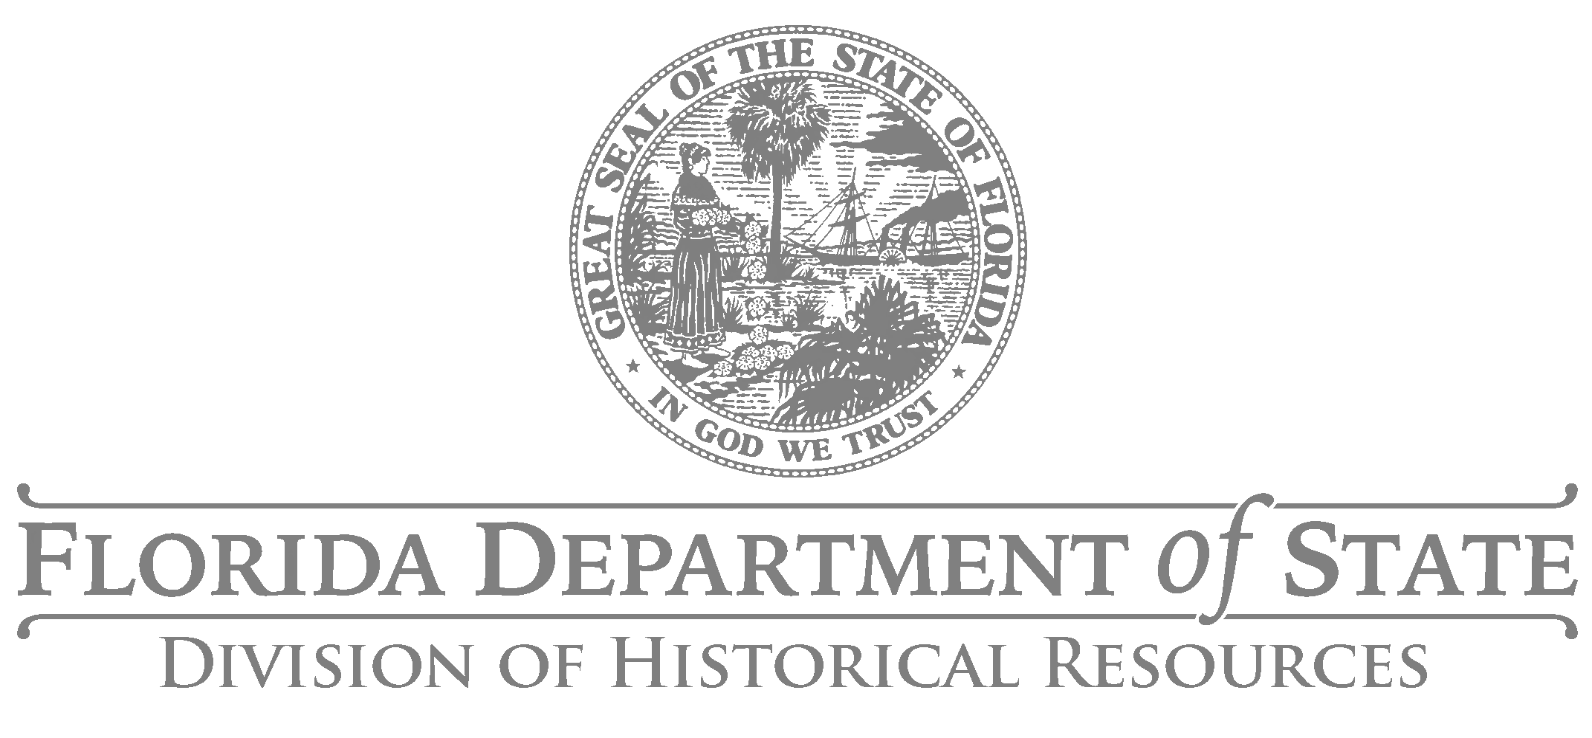 GREAT SEAL OF THE STATE OF FLORIDA
IN GOD WE TRUST
FLORIDA DEPARTMENT of STATE
DIVISION OF HISTORICAL RESOURCES